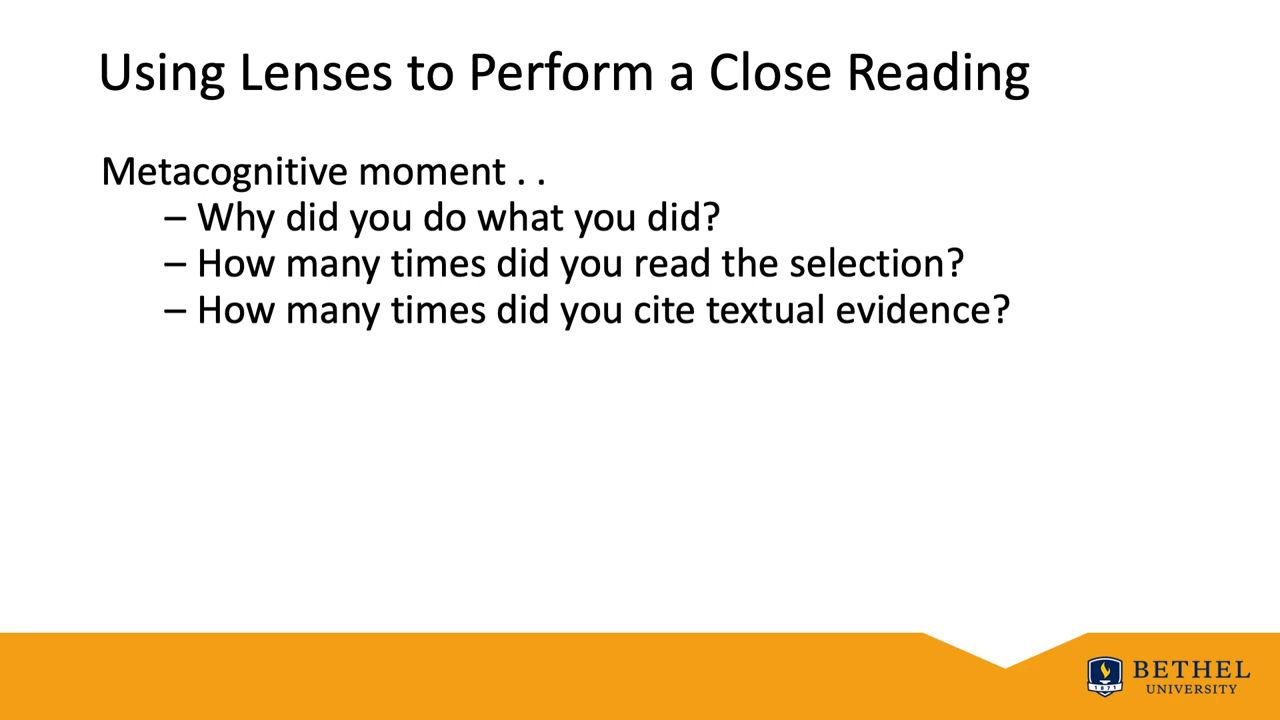 Using Lenses to Perform a Close Reading
Metacognitive moment . .
– Why did you do what you did?
– How many times did you read the selection?
– How many times did you cite textual evidence?
1871
BETHEL
UNIVERSITY